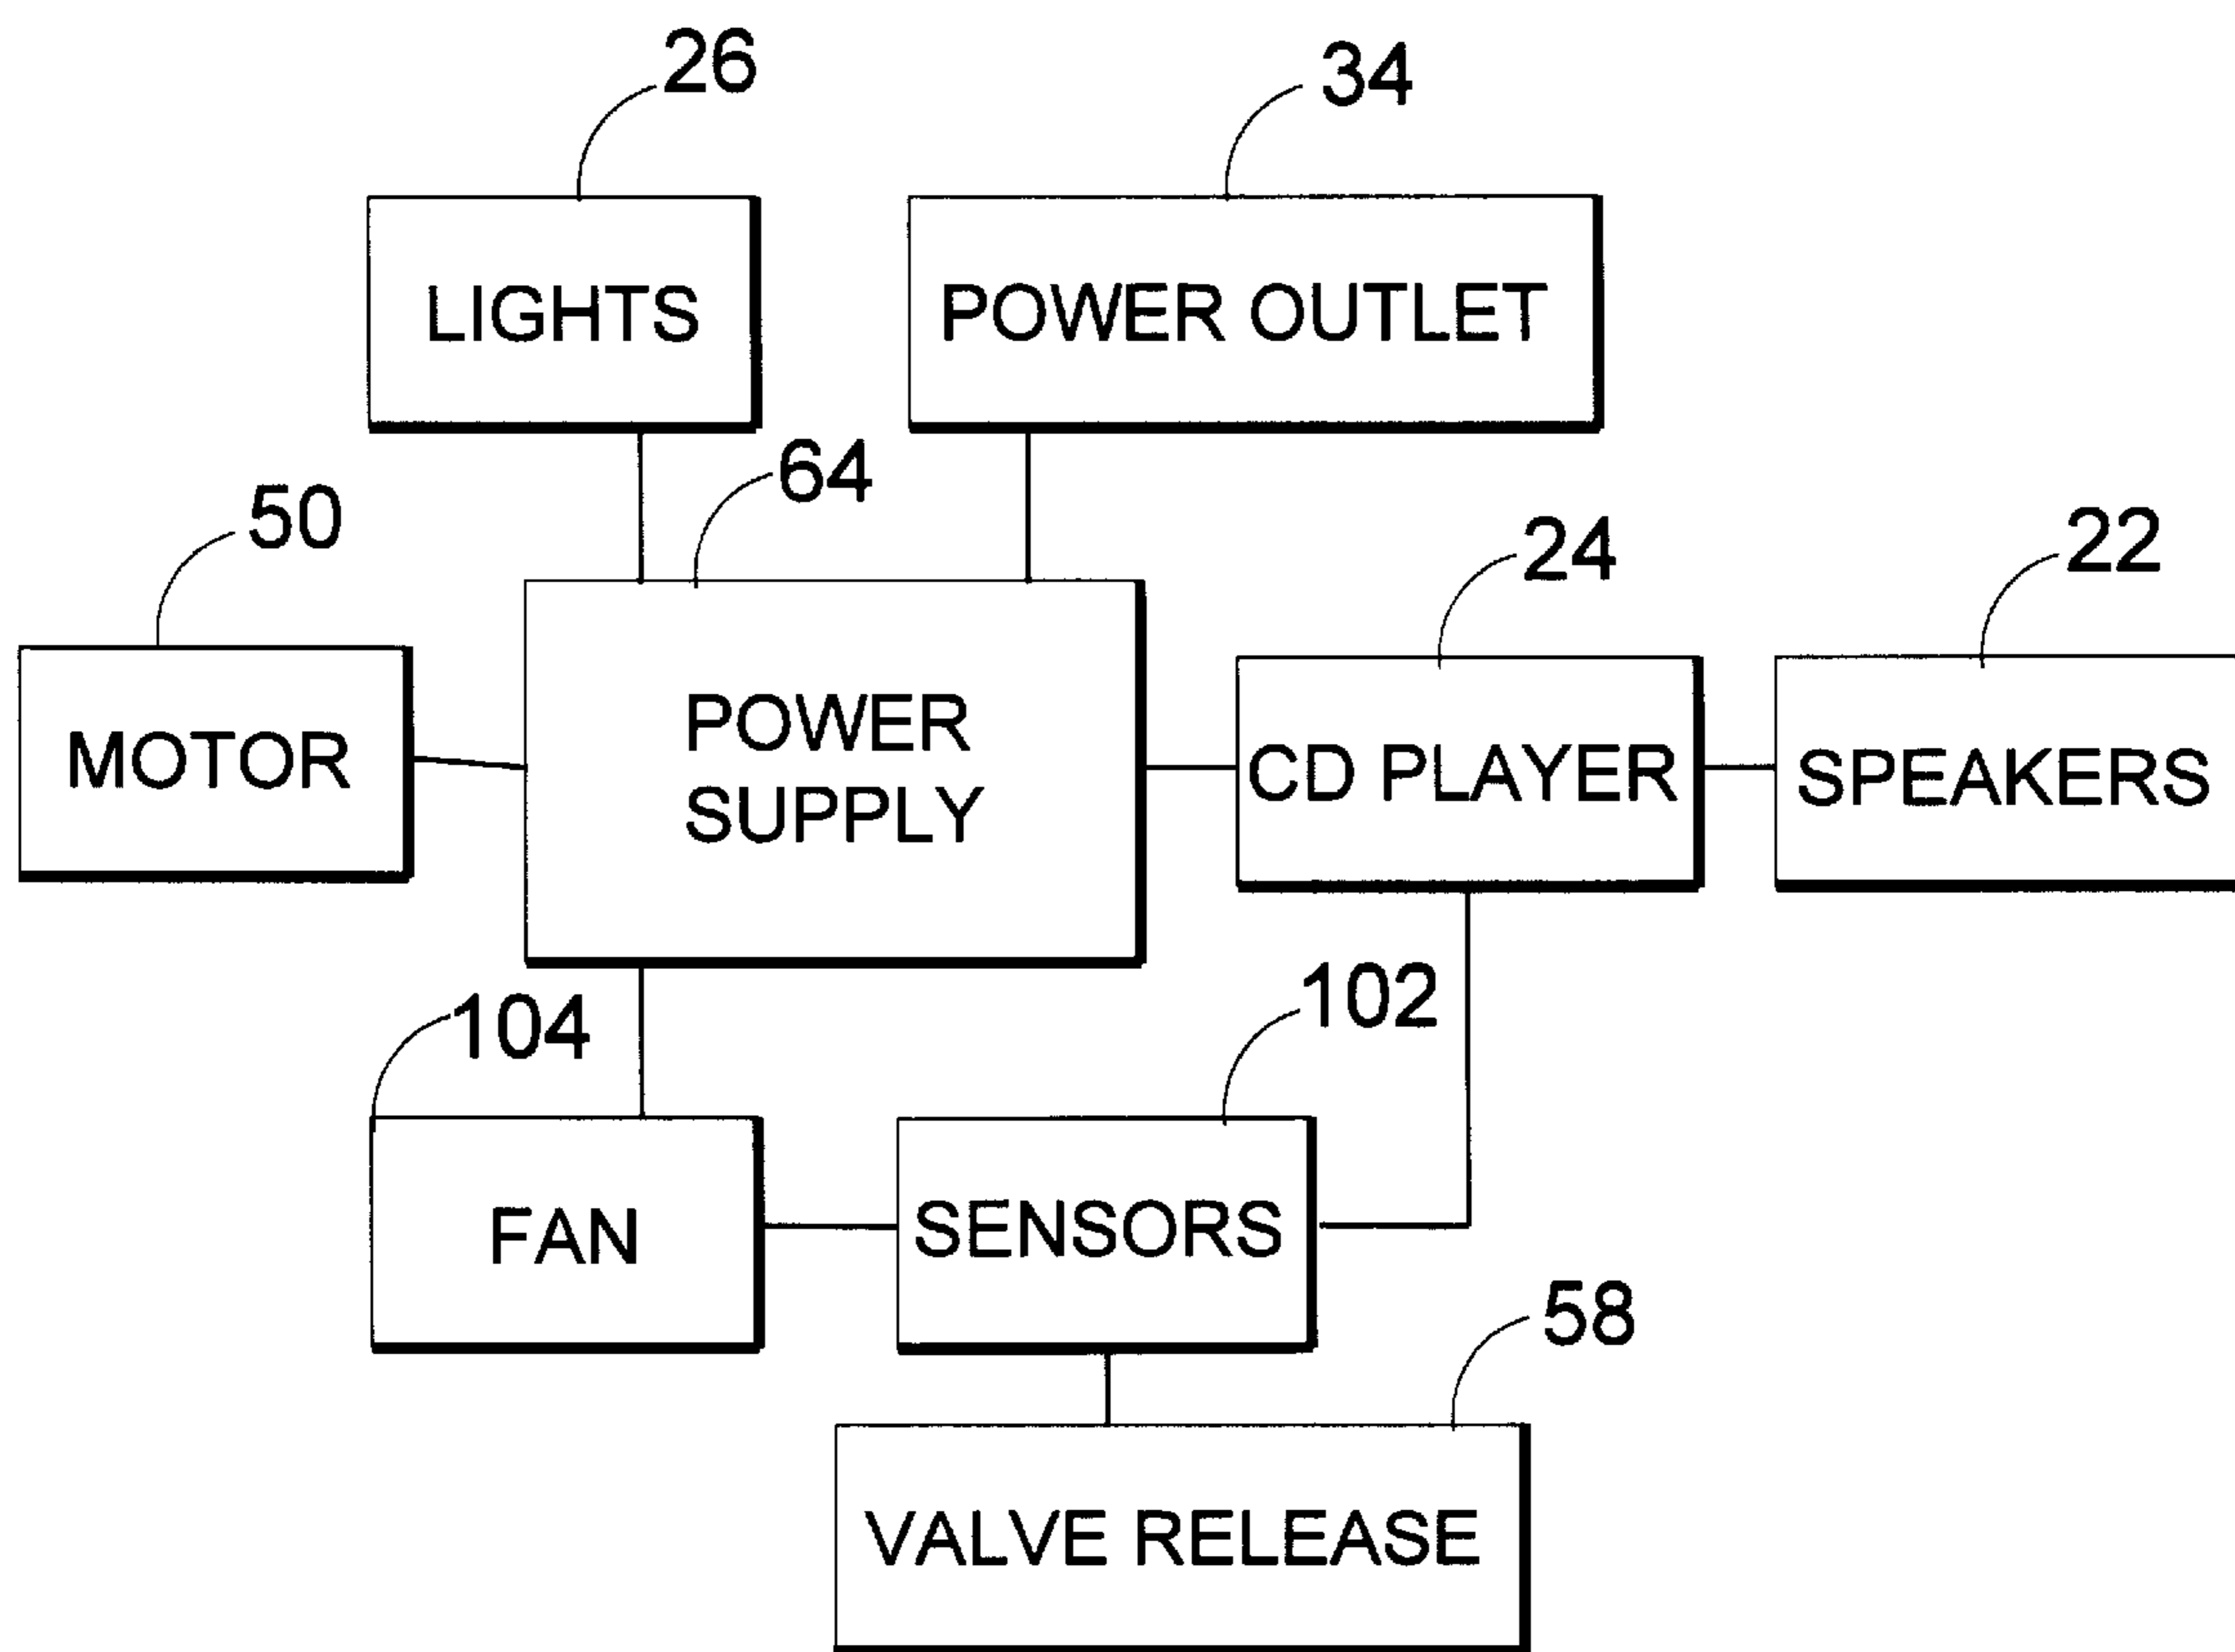 26
34
LIGHTS
POWER OUTLET
64
50
24
22
POWER
SUPPLY
MOTOR
CD PLAYER
SPEAKERS
104
102
FAN
SENSORS
58
VALVE RELEASE